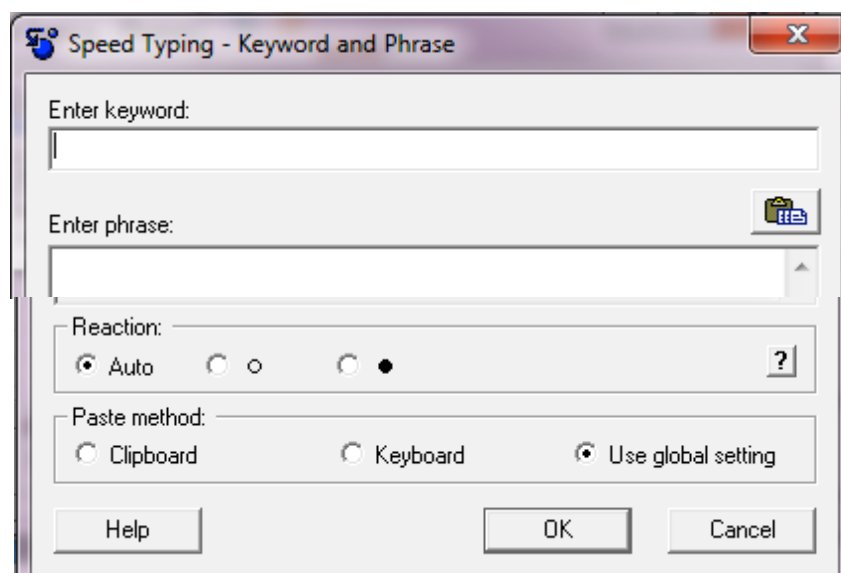 Speed Typing - Keyword and Phrase
Enter keyword:
Enter phrase:
Reaction:
Auto
?
Paste method:
Clipboard Keyboard Use global setting
Help OK Cancel